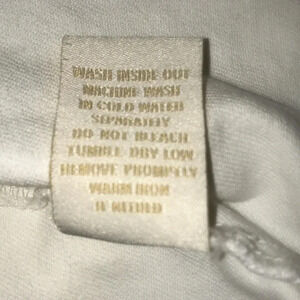 WASH INSIDE OUT
MACHINE WASH
IN COLD WATER
SEPARATELY
DO NOT BLEACH
TUMBLE DRY LOW
REMOVE PROMPTLY
WARM IRON
IF NEEDED